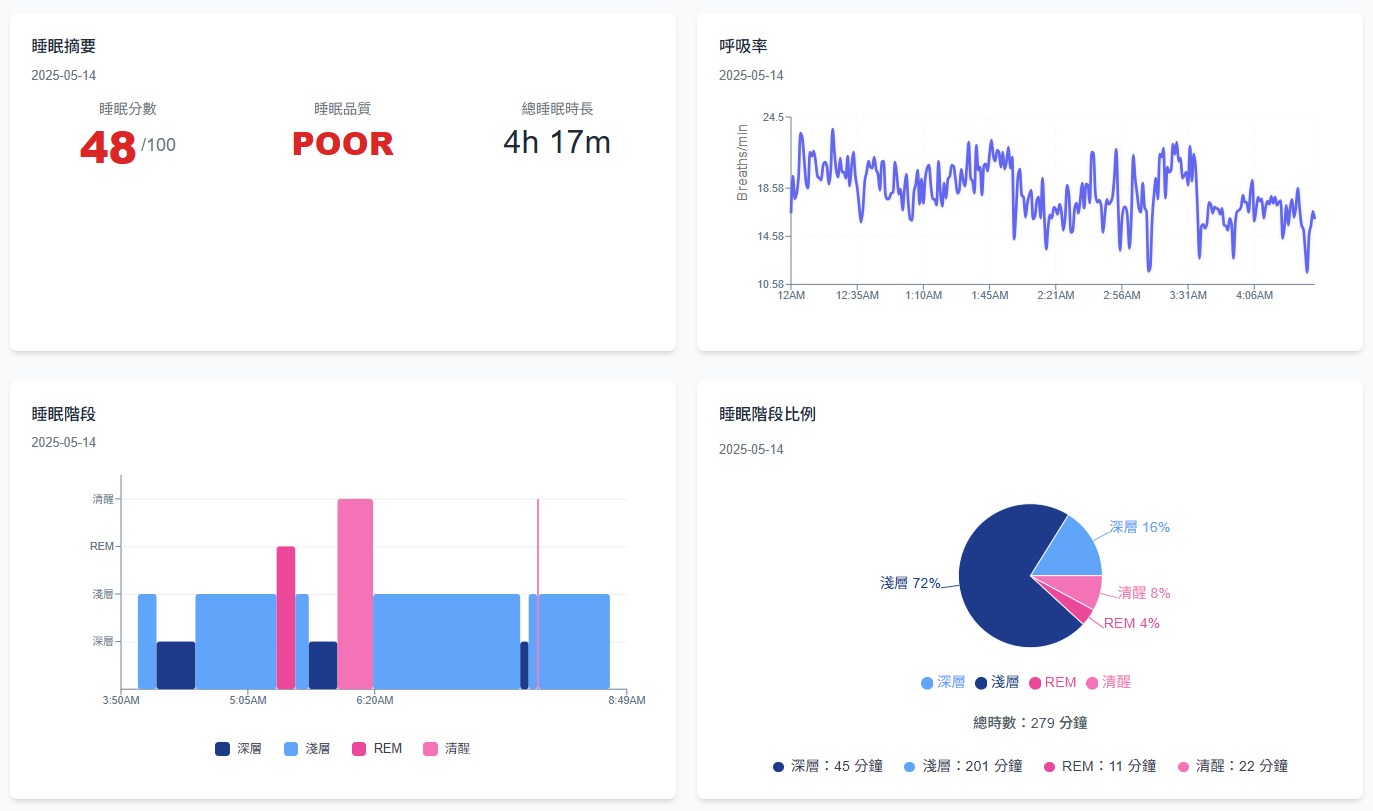 睡眠摘要
2025-05-14
睡眠分數
48 /100
睡眠品質
POOR
總睡眠時長
4h 17m
呼吸率
2025-05-14
Breaths/min
24.5
18.58
14.58
10.58
12AM 12:35AM 1:10AM 1:45AM 2:21AM 2:56AM 3:31AM 4:06AM
睡眠階段
2025-05-14
清醒
REM
淺層
深層
3:50AM 5:05AM 6:20AM 8:49AM
深層 淺層 REM 清醒
睡眠階段比例
2025-05-14
深層 16%
淺層 72%
清醒 8%
REM 4%
深層 淺層 REM 清醒
總時數：279 分鐘
深層：45 分鐘 淺層：201 分鐘 REM：11 分鐘 清醒：22 分鐘